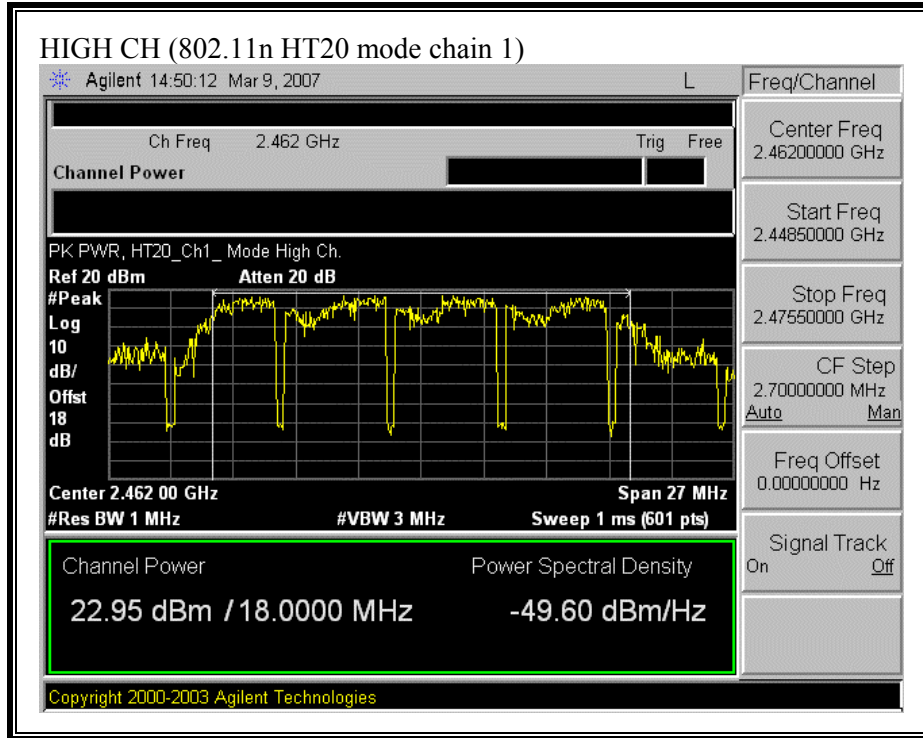 HIGH CH (802.11n HT20 mode chain 1)
Agilent 14:50:12 Mar 9, 2007 L
Freq/Channel
Ch Freq 2.462 GHz Trig Free
Channel Power
Center Freq
2.46200000 GHz
Start Freq
2.44850000 GHz
Stop Freq
2.47550000 GHz
CF Step
2.70000000 MHz
Auto Man
Freq Offset
0.00000000 Hz
Signal Track
On Off
PK PWR, HT20_Ch1_ Mode High Ch.
Ref 20 dBm Atten 20 dB
#Peak
Log
10
dB/
Offst
18
dB
Center 2.462 00 GHz Span 27 MHz
#Res BW 1 MHz #VBW 3 MHz Sweep 1 ms (601 pts)
Channel Power Power Spectral Density
22.95 dBm / 18.0000 MHz -49.60 dBm/Hz
Copyright 2000-2003 Agilent Technologies